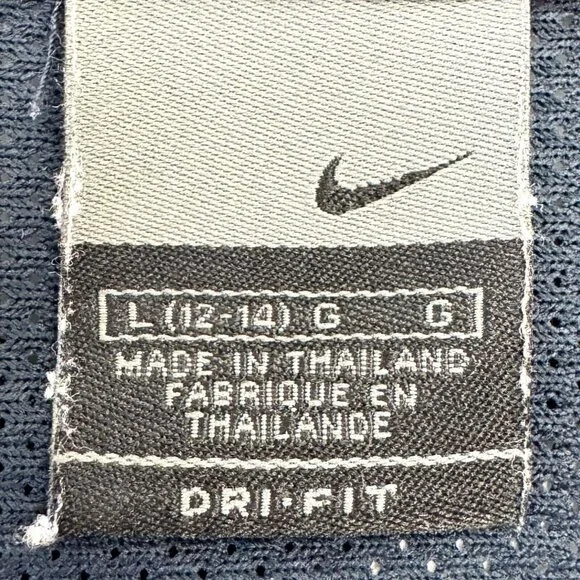 L (12-14) G G
MADE IN THAILAND
FABRIQUE EN
THAILANDE
DRI•FIT